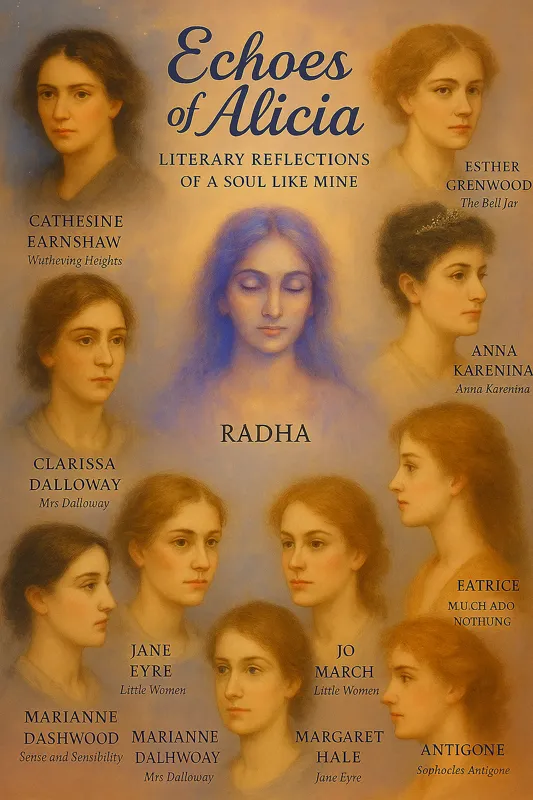 Echoes
of Alicia
LITERARY REFLECTIONS
OF A SOUL LIKE MINE
CATHESINE
EARNSHAW
Wutheving Heights
ESTHER
GRENWOOD
The Bell Jar
ANNA
KARENINA
Anna Karenina
RADHA
CLARISSA
DALLOWAY
Mrs Dalloway
EATRICE
M.U.CH ADO
NOTHUNG
JANE
EYRE
Little Women
JO
MARCH
Little Women
MARIANNE
DASHWOOD
Sense and Sensibility
MARIANNE
DALHWOAY
Mrs Dalloway
MARGARET
HALE
Jane Eyre
ANTIGONE
Sophocles Antigone